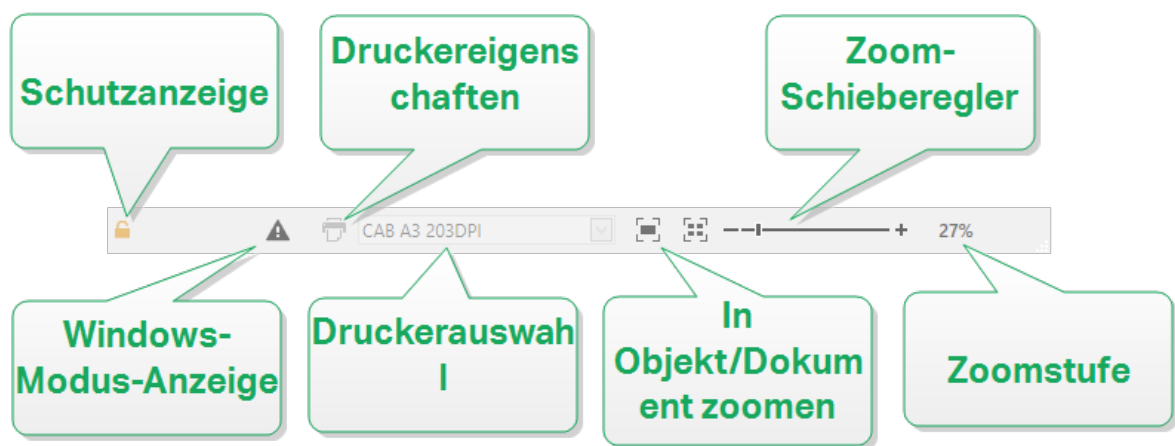 Schutzanzeige
Druckereigens
chaften
Zoom-
Schieberegler
CAB A3 203DPI
27%
Windows-
Modus-Anzeige
Druckerauswah
l
In
Objekt/Dokum
ent zoomen
Zoomstufe